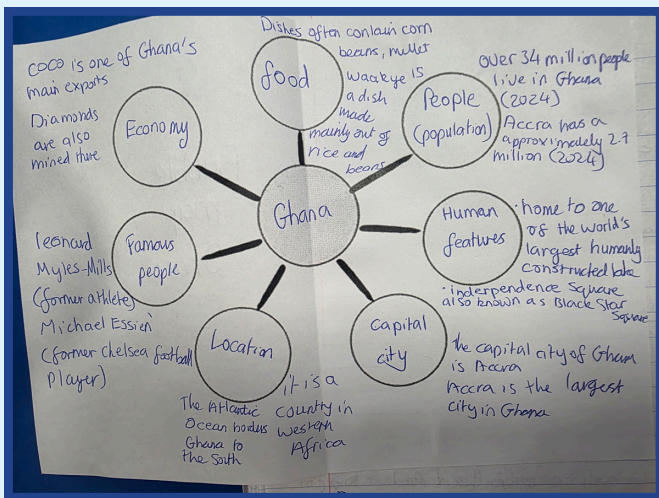 Dishes often contain corn
beans, mullet
food
waakye is
a dish
made
mainly out of
rice and
beans
COCO is one of Ghana's
main exports
Diamonds
are also
mined there
Economy
over 34 million people
live in Ghana
(2024)
Accra has a
approximately 2.7
million (2024)
People
(population)
Ghana
Human
features
· home to one
of the world's
largest humanly
constructed lake
· independence Square
also known as Black Star
Square
leonard
Myles-Mills
(former athlete)
Michael Essien
(former Chelsea football
player)
Famous
people
Location
it is a
country in
western
Africa
The Atlantic
Ocean borders
Ghana to
the South
Capital
city
the capital city of Ghana
is Accra
Accra is the largest
city in Ghana